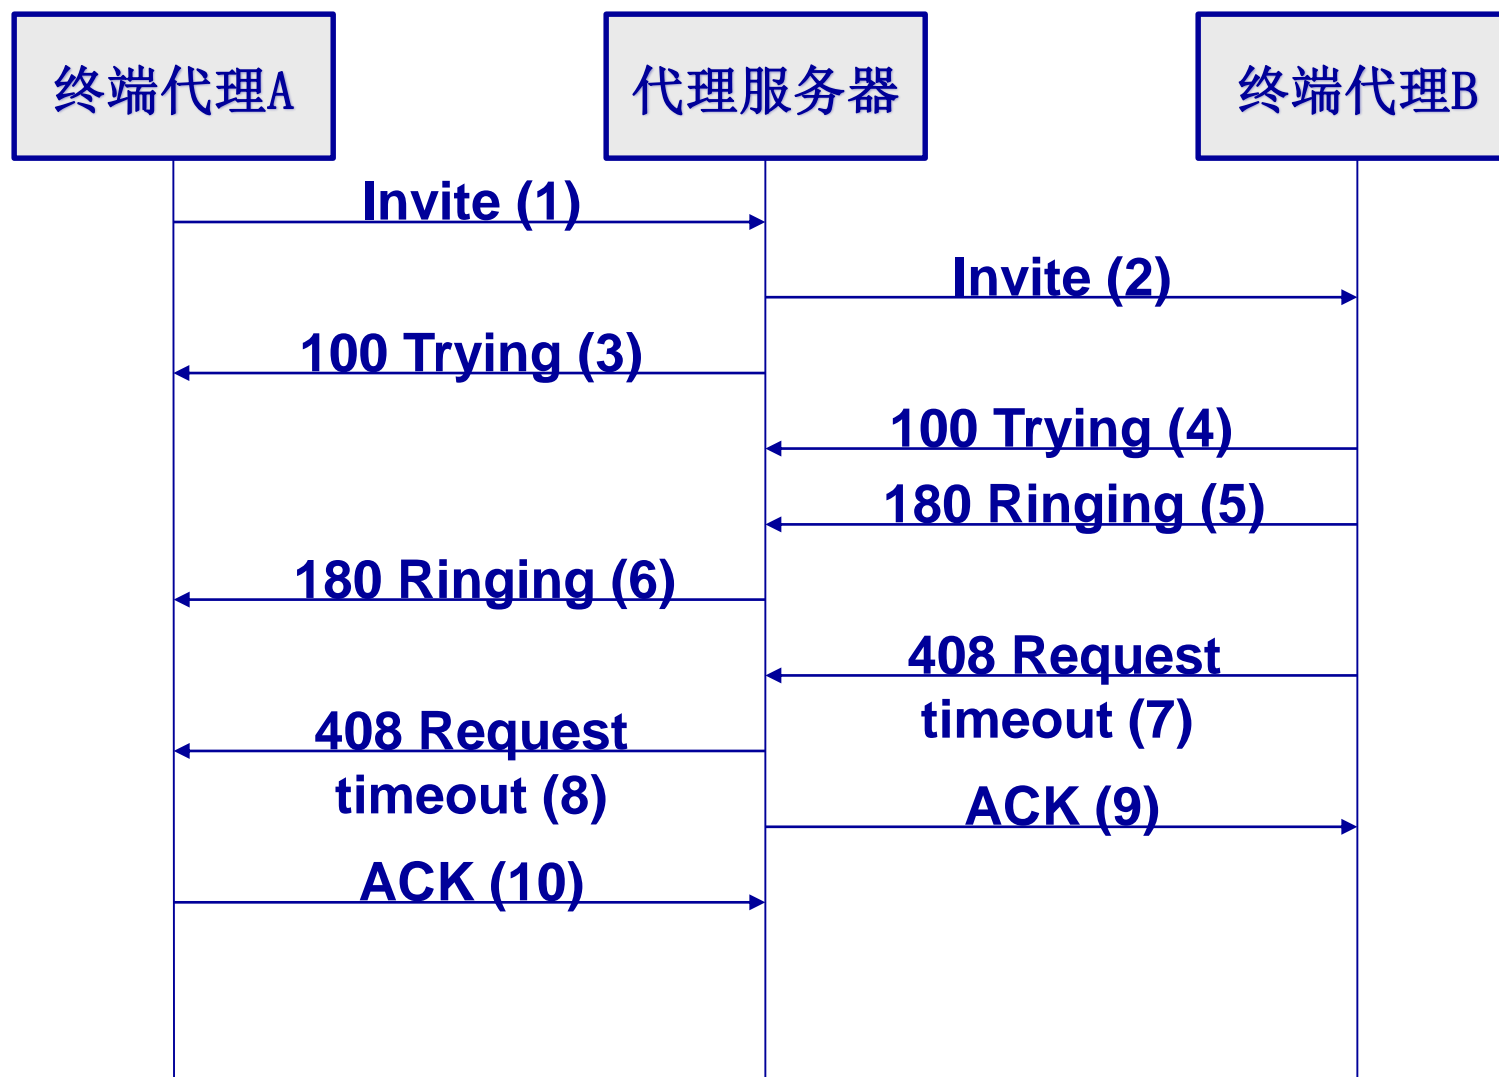 终端代理A
代理服务器
终端代理B
Invite (1)
Invite (2)
100 Trying (3)
100 Trying (4)
180 Ringing (5)
180 Ringing (6)
408 Request
timeout (7)
408 Request
timeout (8)
ACK (9)
ACK (10)